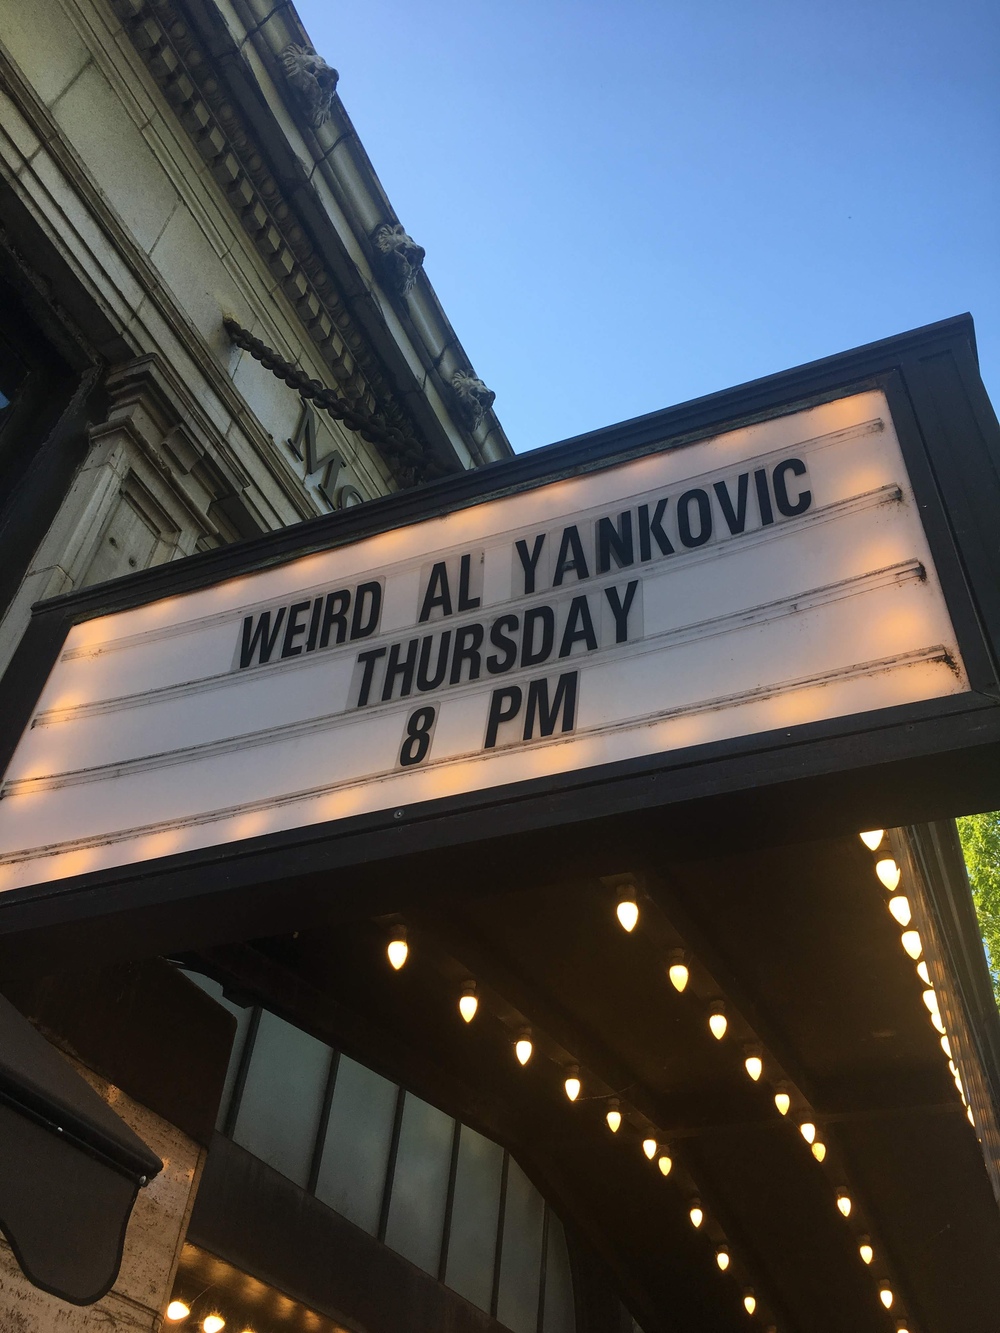 WEIRD AL YANKOVIC
THURSDAY
8 PM